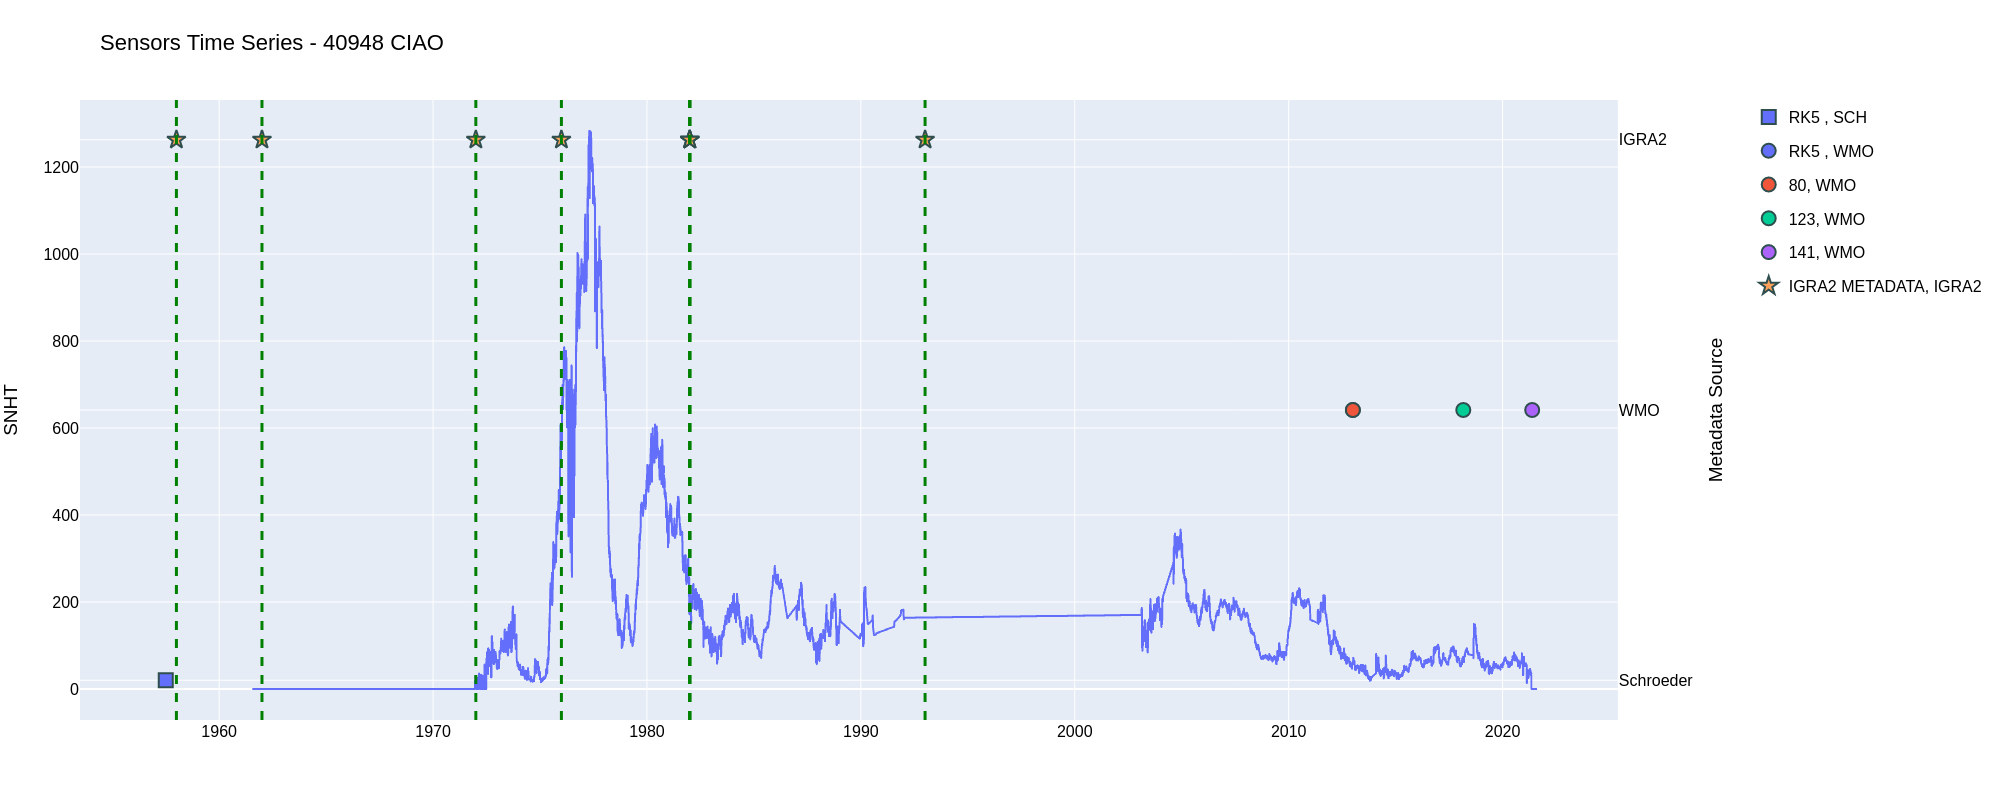 Sensors Time Series - 40948 CIAO
SNHT
1200
1000
800
600
400
200
0
1960
1970
1980
1990
2000
2010
2020
IGRA2
WMO
Schroeder
Metadata Source
RK5 , SCH
RK5 , WMO
80, WMO
123, WMO
141, WMO
IGRA2 METADATA, IGRA2